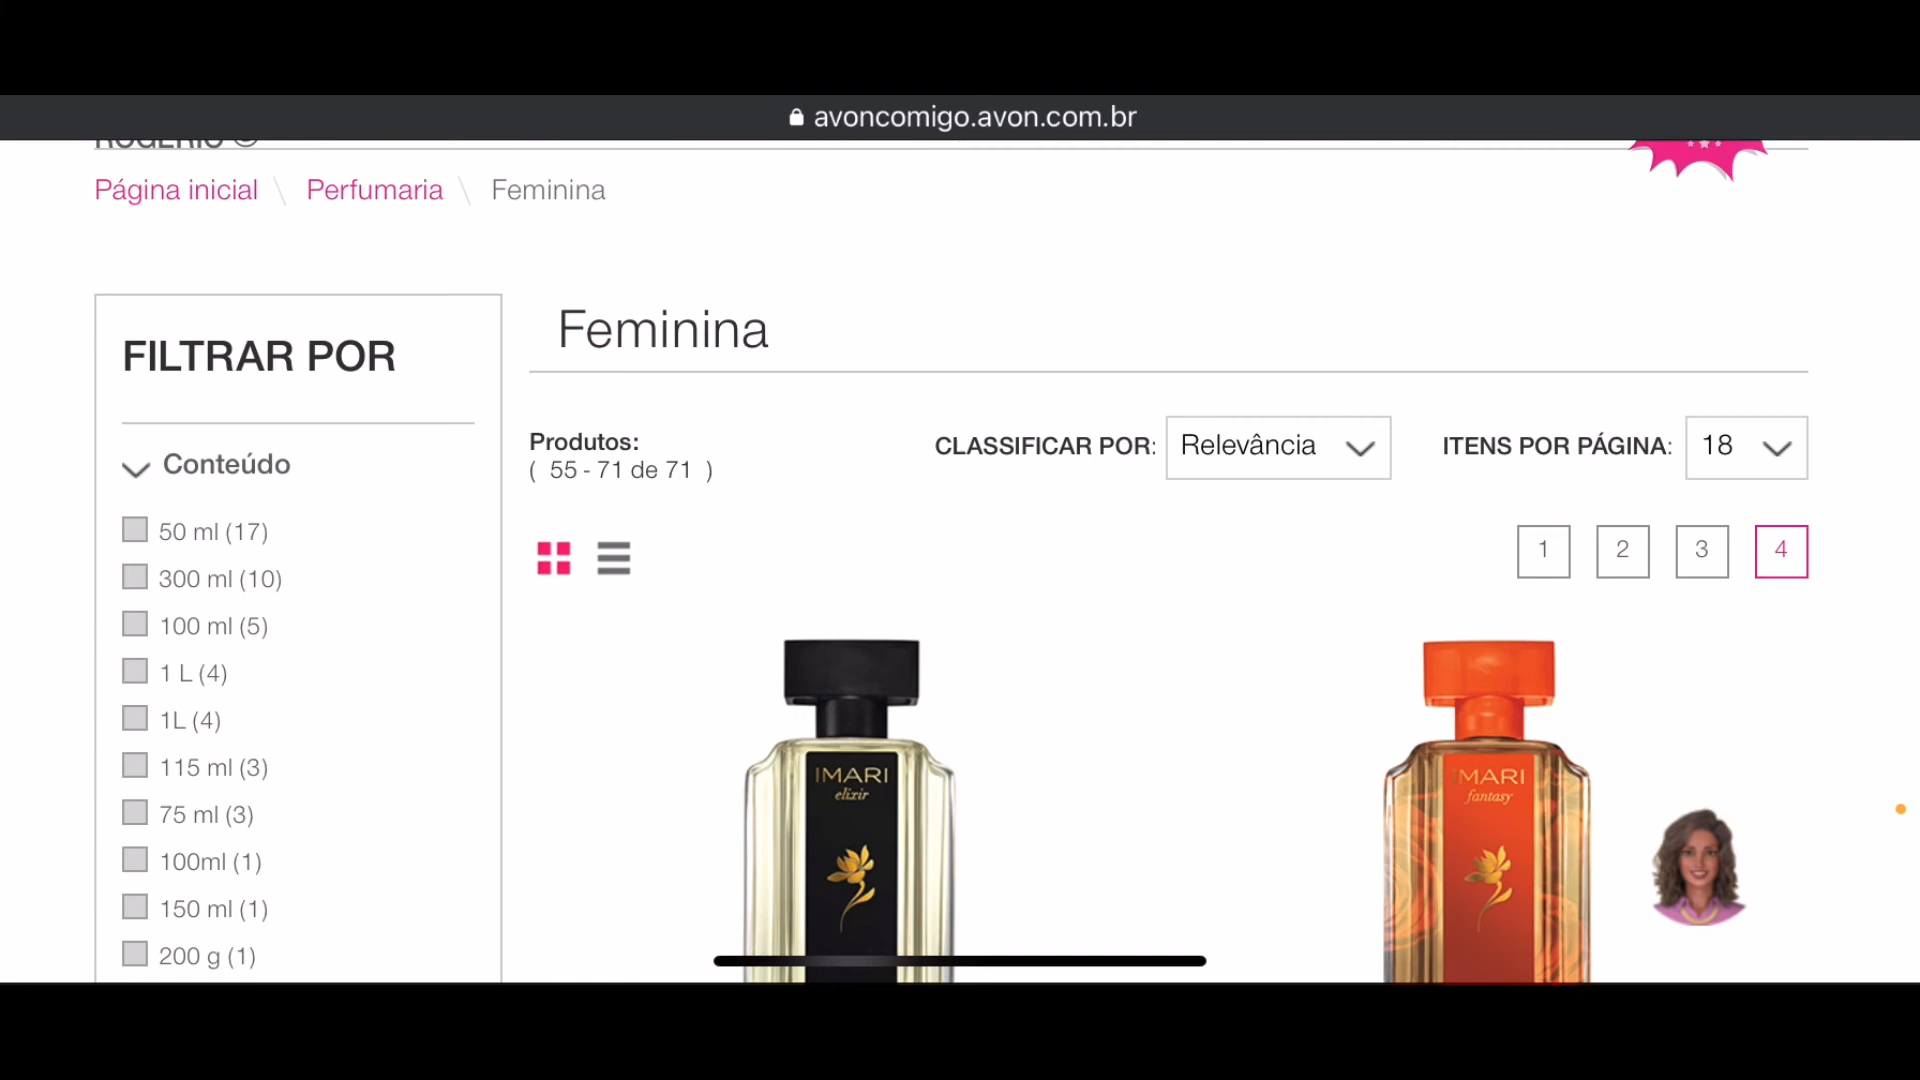 avoncomigo.avon.com.br
Página inicial \ Perfumaria \ Feminina
FILTRAR POR
Conteúdo
50 ml (17)
300 ml (10)
100 ml (5)
1 L (4)
1L (4)
115 ml (3)
75 ml (3)
100ml (1)
150 ml (1)
200 g (1)
Feminina
Produtos:
( 55 - 71 de 71 )
CLASSIFICAR POR: Relevância
ITENS POR PÁGINA: 18
1 2 3 4
IMARI
elixir
IMARI
fantasy